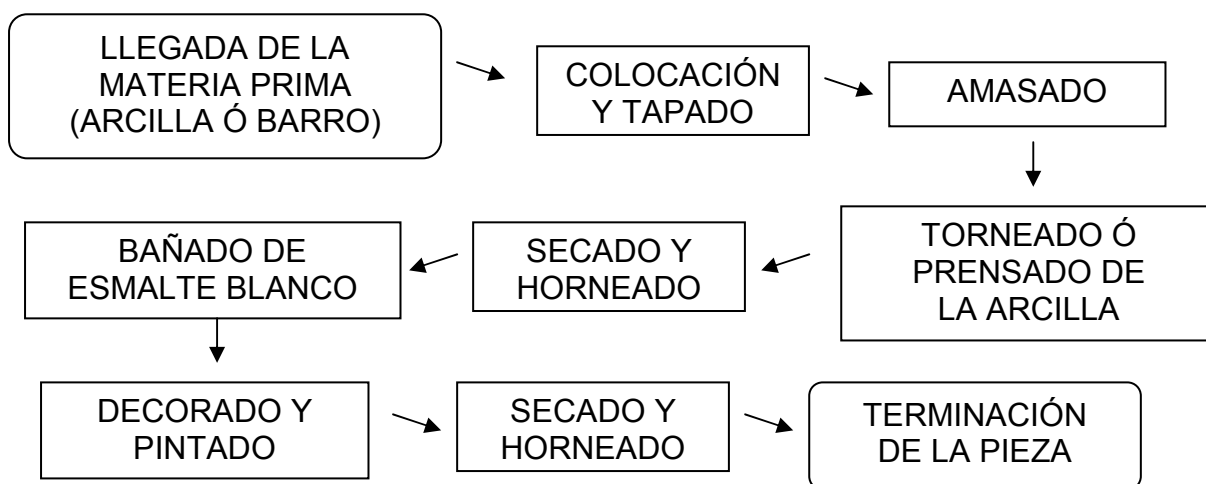 LLEGADA DE LA
MATERIA PRIMA
(ARCILLA Ó BARRO)
COLOCACIÓN
Y TAPADO
AMASADO
TORNEADO Ó
PRENSADO DE
LA ARCILLA
SECADO Y
HORNEADO
BAÑADO DE
ESMALTE BLANCO
DECORADO Y
PINTADO
SECADO Y
HORNEADO
TERMINACIÓN
DE LA PIEZA